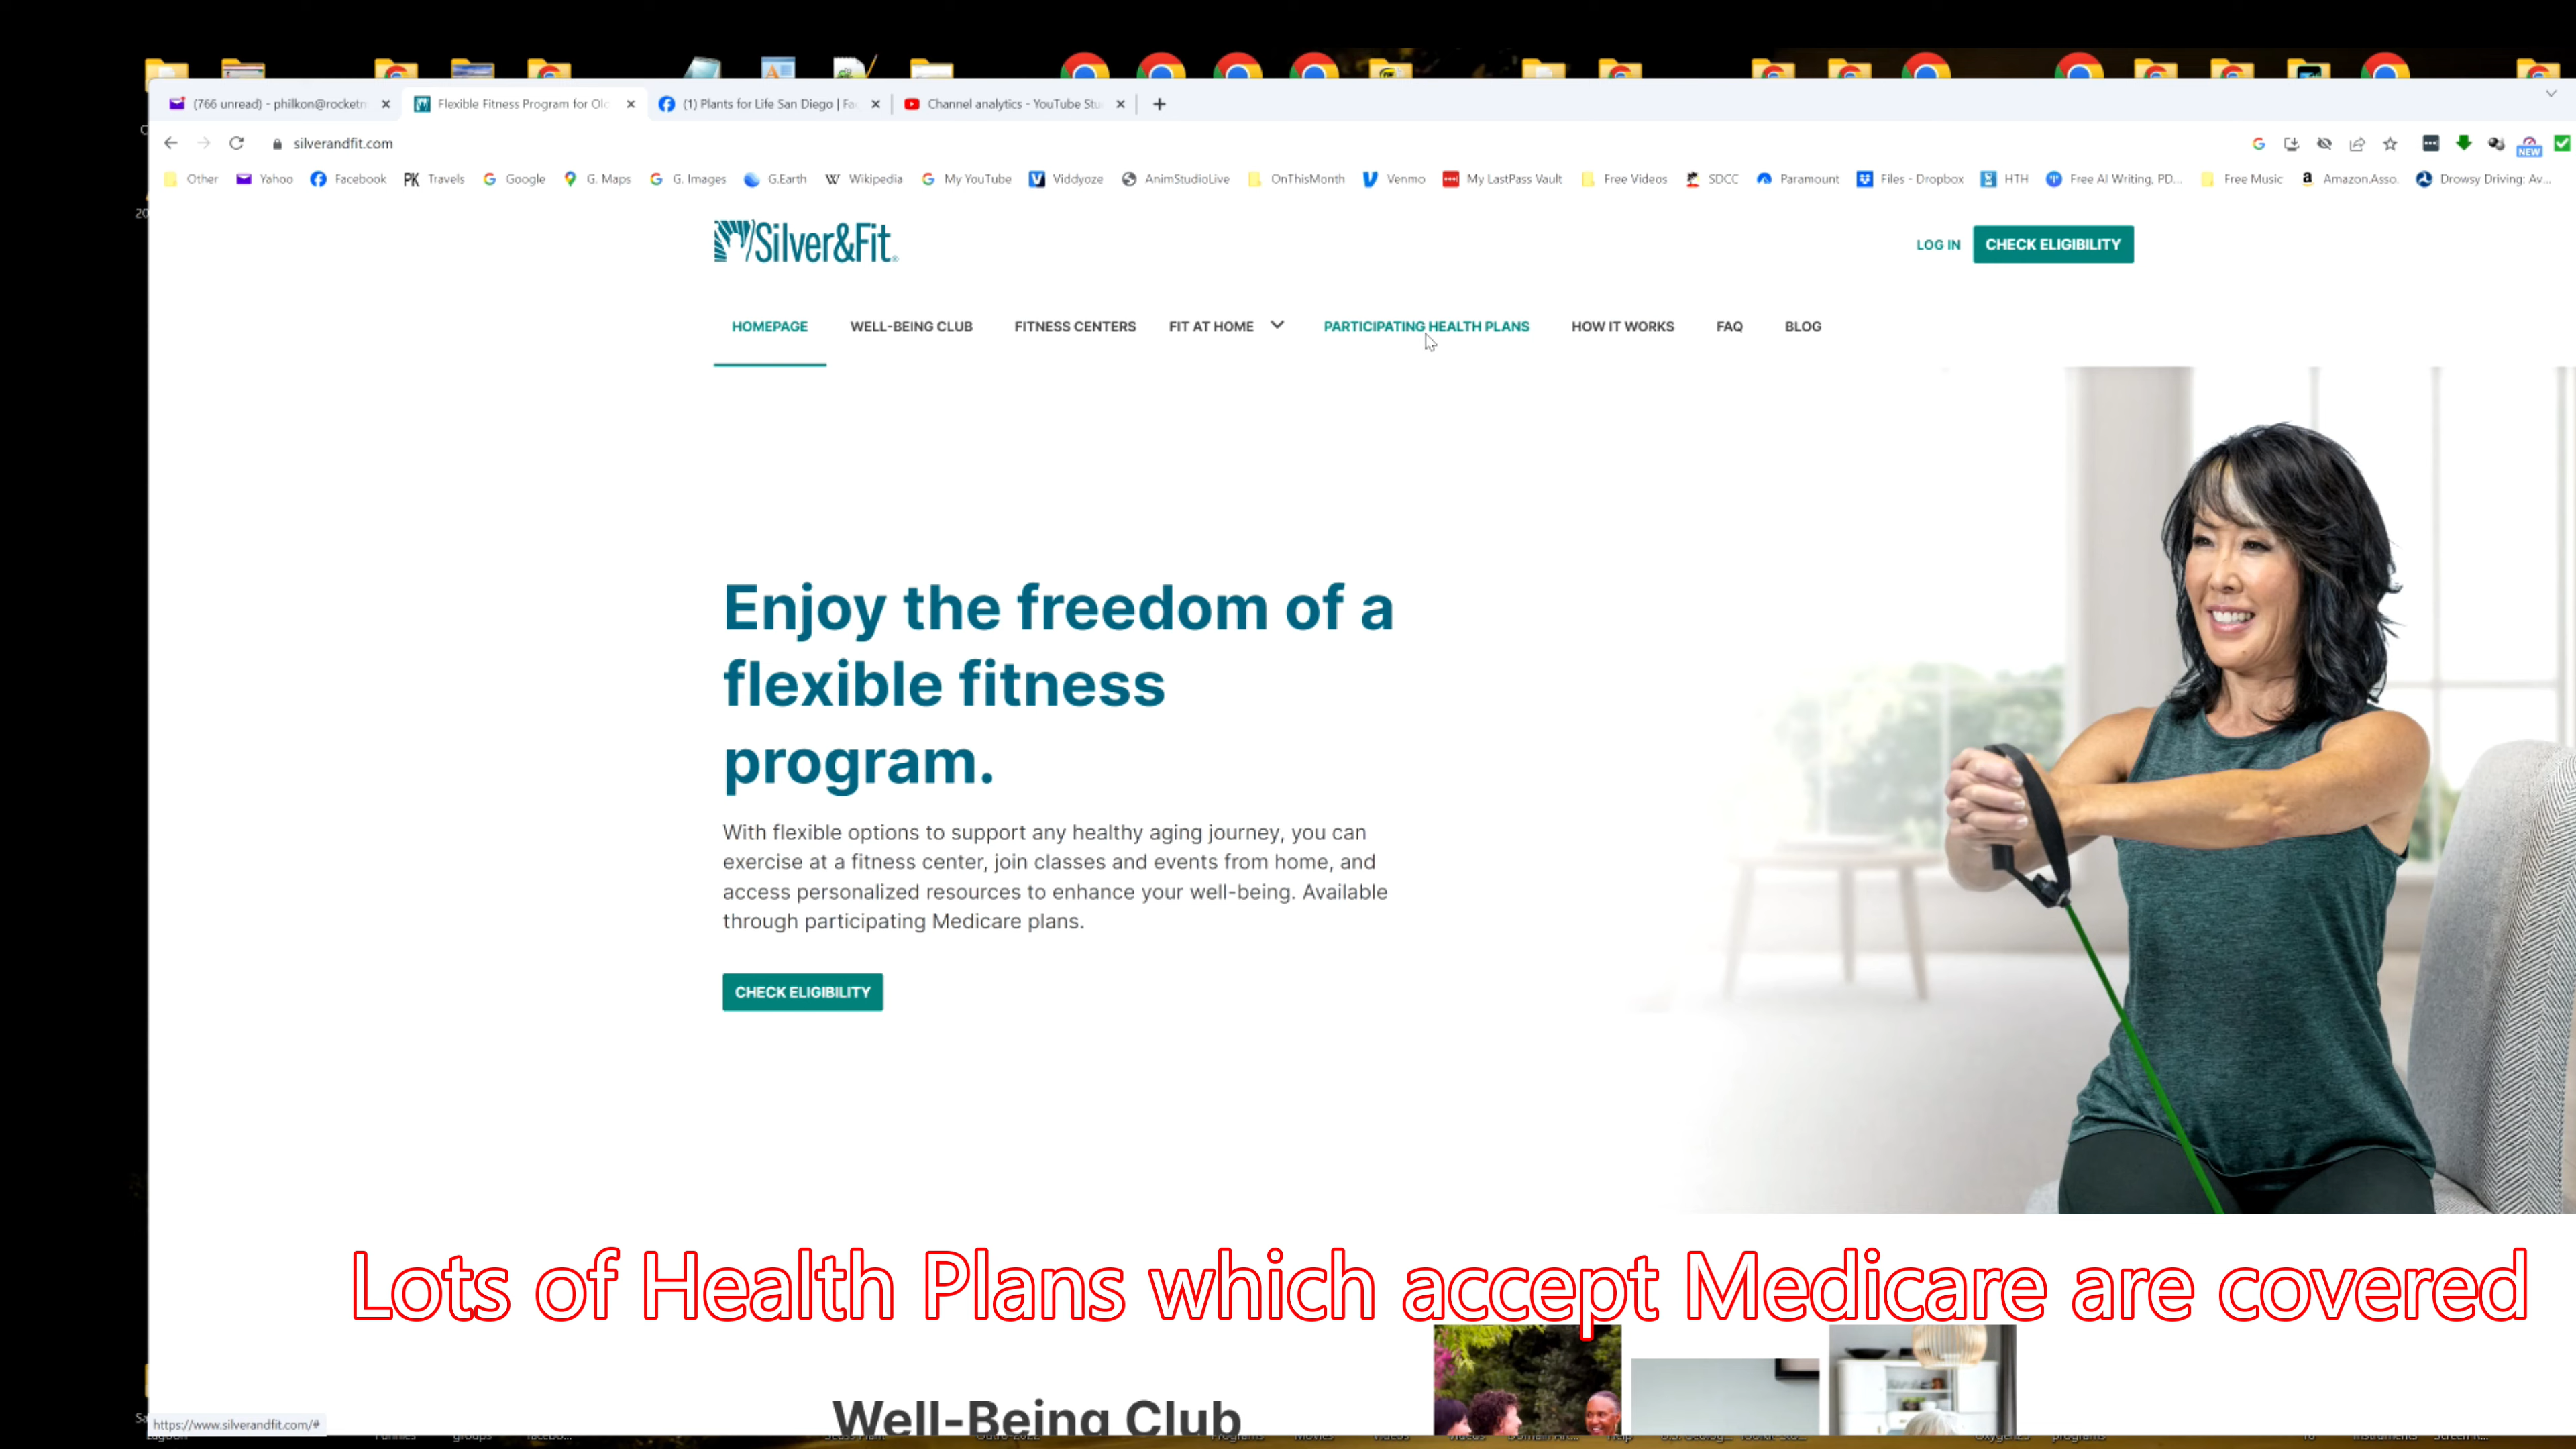 (766 unread) - philkon@rocketm
Flexible Fitness Program for Old
(1) Plants for Life San Diego | Fac
Channel analytics - YouTube Stu
silverandfit.com
Other
Yahoo
Facebook
PK Travels
Google
G. Maps
G. Images
G.Earth
W Wikipedia
My YouTube
Viddyoze
AnimStudioLive
OnThisMonth
Venmo
My LastPass Vault
Free Videos
SDCC
Paramount
Files - Dropbox
HTH
Free AI Writing, PD...
Free Music
Amazon.Asso.
Drowsy Driving: Av...
NEW
Silver&Fit®
LOG IN
CHECK ELIGIBILITY
HOMEPAGE
WELL-BEING CLUB
FITNESS CENTERS
FIT AT HOME
PARTICIPATING HEALTH PLANS
HOW IT WORKS
FAQ
BLOG
Enjoy the freedom of a
flexible fitness
program.
With flexible options to support any healthy aging journey, you can
exercise at a fitness center, join classes and events from home, and
access personalized resources to enhance your well-being. Available
through participating Medicare plans.
CHECK ELIGIBILITY
Lots of Health Plans which accept Medicare are covered
Well-Being Club
https://www.silverandfit.com/#